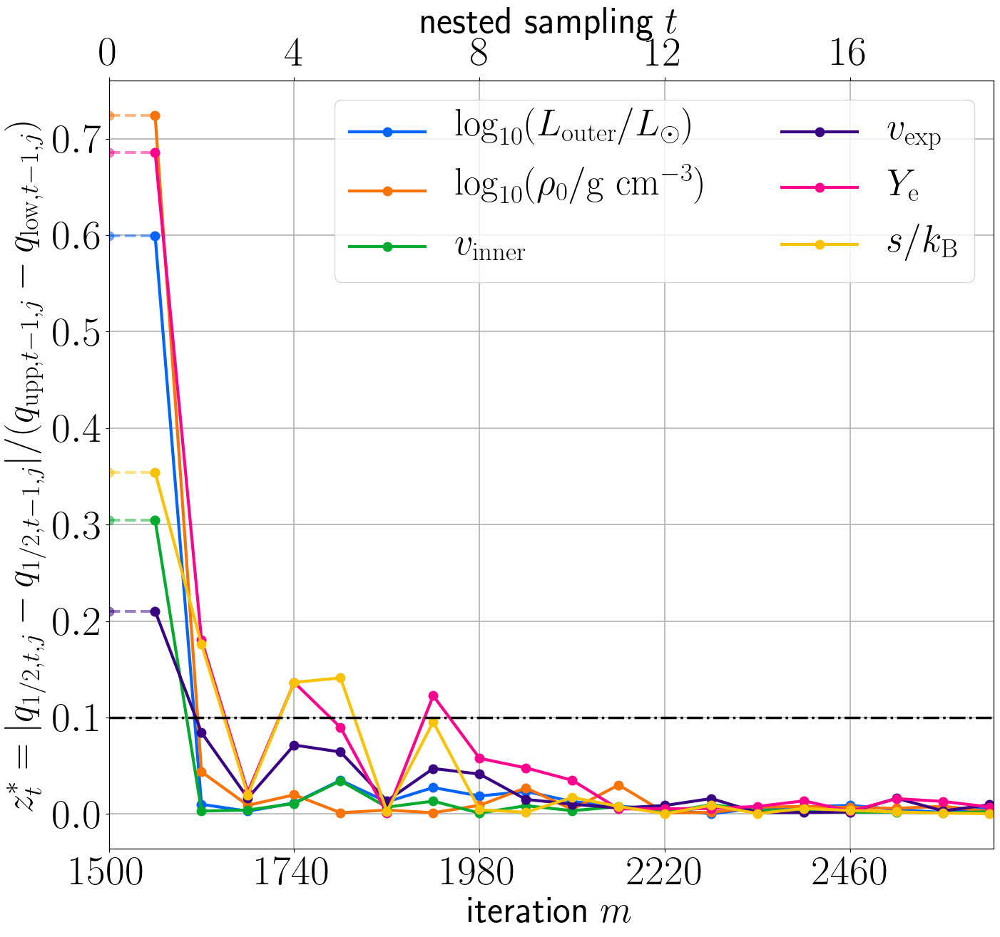 nested sampling t
0 4 8 12 16
log₁₀(L_outer/L_⊙)
log₁₀(ρ₀/g cm⁻³)
v_inner
v_exp
Y_e
s/k_B
z*_t = |q_{1/2,t,j} − q_{1/2,t−1,j}|/(q_{upp,t−1,j} − q_{low,t−1,j})
0.7
0.6
0.5
0.4
0.3
0.2
0.1
0.0
1500 1740 1980 2220 2460
iteration m